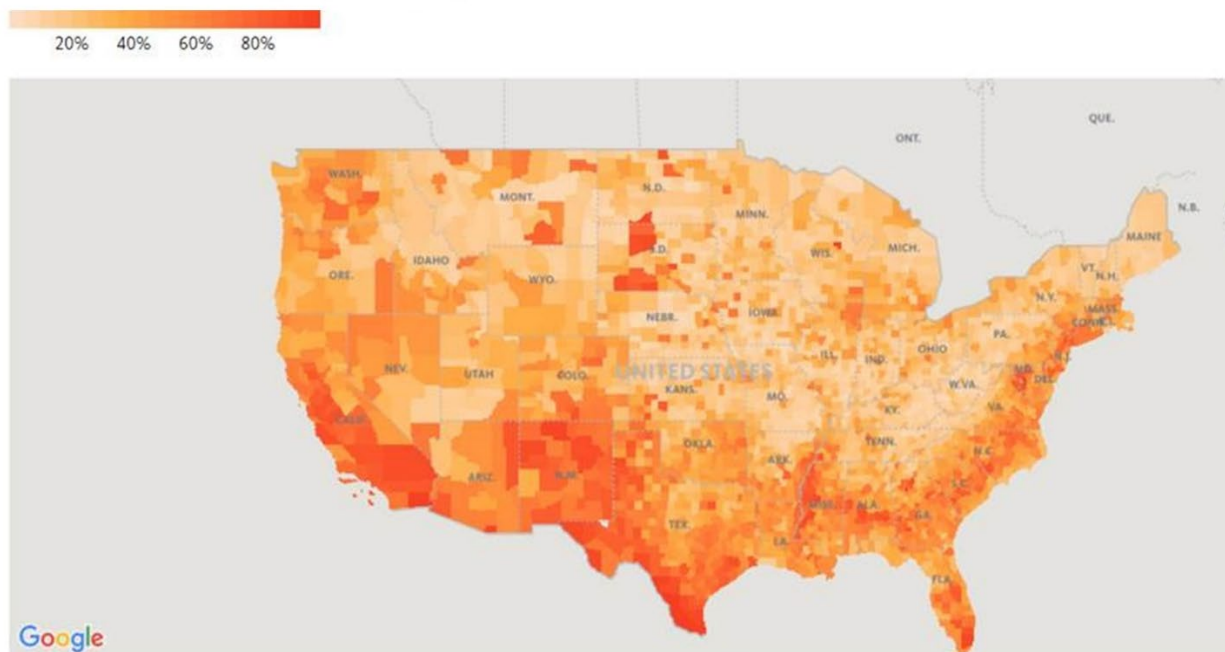 20% 40% 60% 80%
QUE.
ONT.
WASH.
N.D.
MONT.
MINN.
N.B.
S.D.
WIS.
MICH.
MAINE
IDAHO
ORE.
WYO.
VT.
N.H.
N.Y.
MASS.
NEBR.
IOWA
CONN.
PA.
OHIO
ILL.
IND.
N.J.
NEV.
UTAH
COLO.
UNITED STATES
MD.
DEL.
KANS.
W.VA.
MO.
VA.
KY.
CALIF.
OKLA.
TENN.
N.C.
ARK.
ARIZ.
N.M.
S.C.
MISS.
ALA.
GA.
TEX.
LA.
FLA.
Google